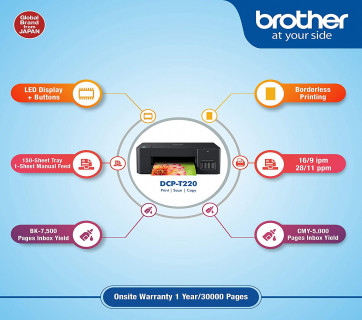 Global
Brand
from
JAPAN
brother
at your side
LED Display
+ Buttons
Borderless
Printing
150-Sheet Tray
1-Sheet Manual Feed
16/9 ipm
28/11 ppm
DCP-T220
Print | Scan | Copy
BK-7,500
Pages Inbox Yield
CMY-5,000
Pages Inbox Yield
Onsite Warranty 1 Year/30000 Pages